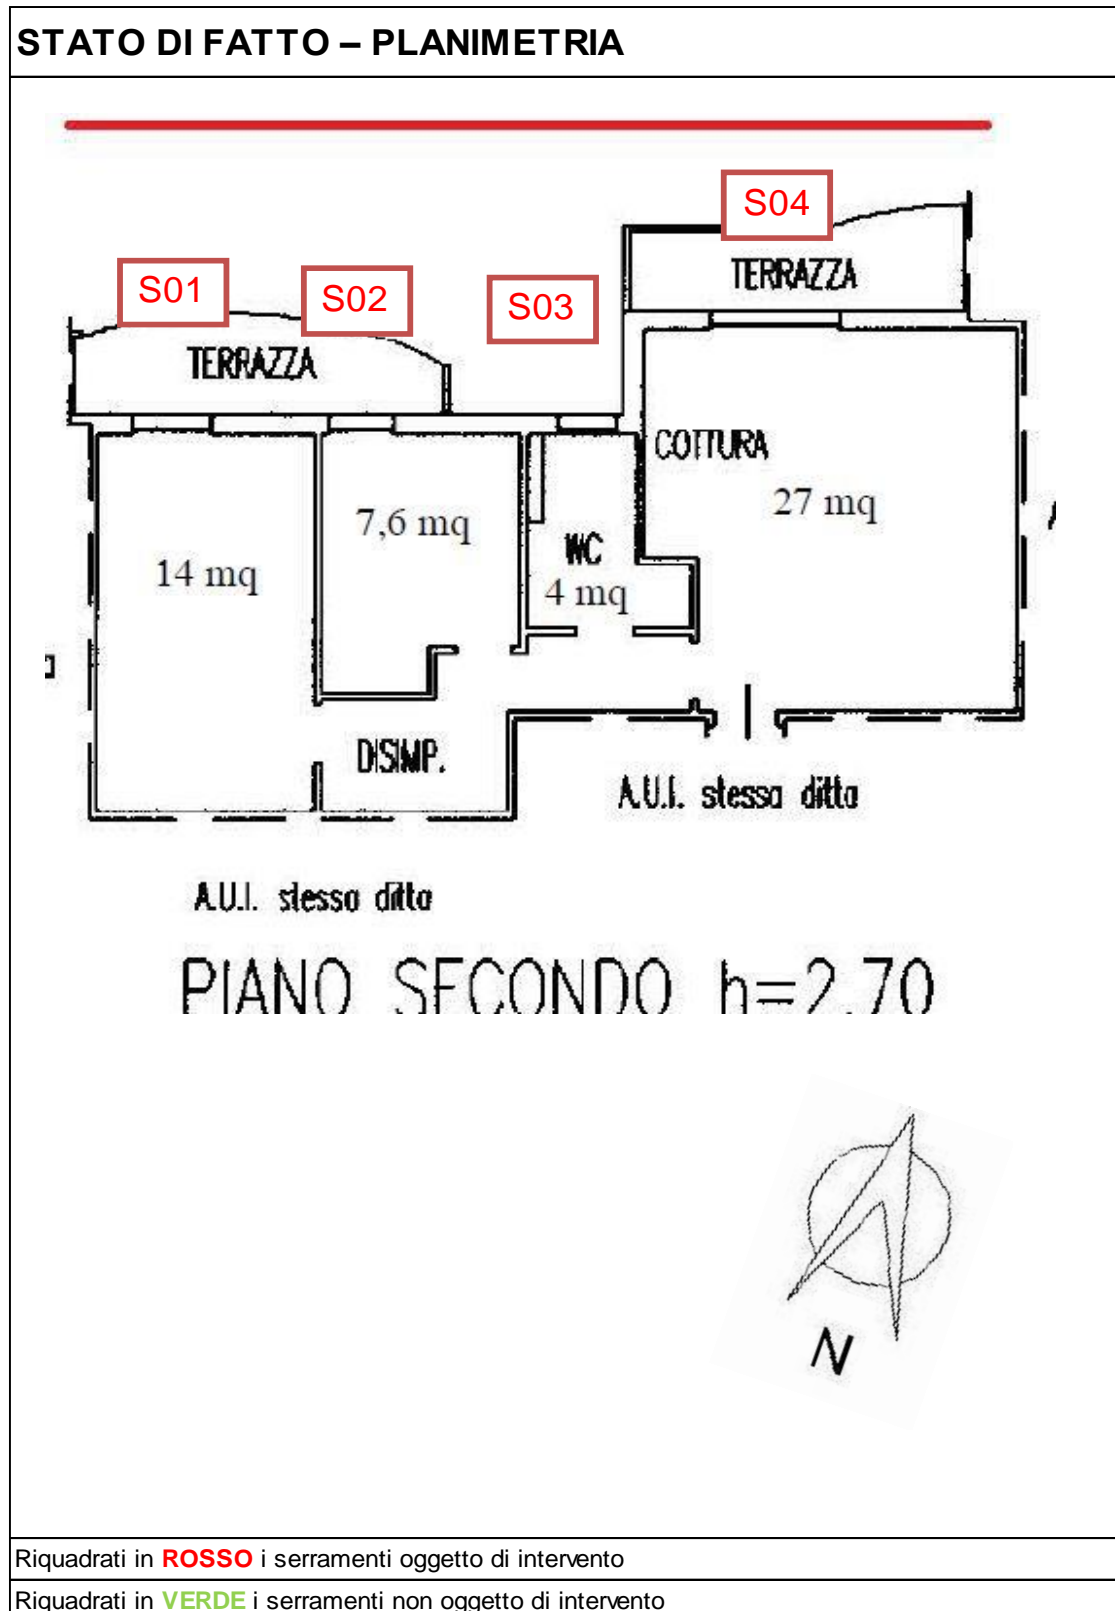 STATO DI FATTO – PLANIMETRIA
S04
TERRAZZA
S01
S02
S03
TERRAZZA
COTTURA
27 mq
7,6 mq
14 mq
WC
4 mq
DISIMP.
A.U.I. stessa ditta
A.U.I. stessa ditta
PIANO SECONDO h=2.70
N
Riquadrati in ROSSO i serramenti oggetto di intervento
Riquadrati in VERDE i serramenti non oggetto di intervento